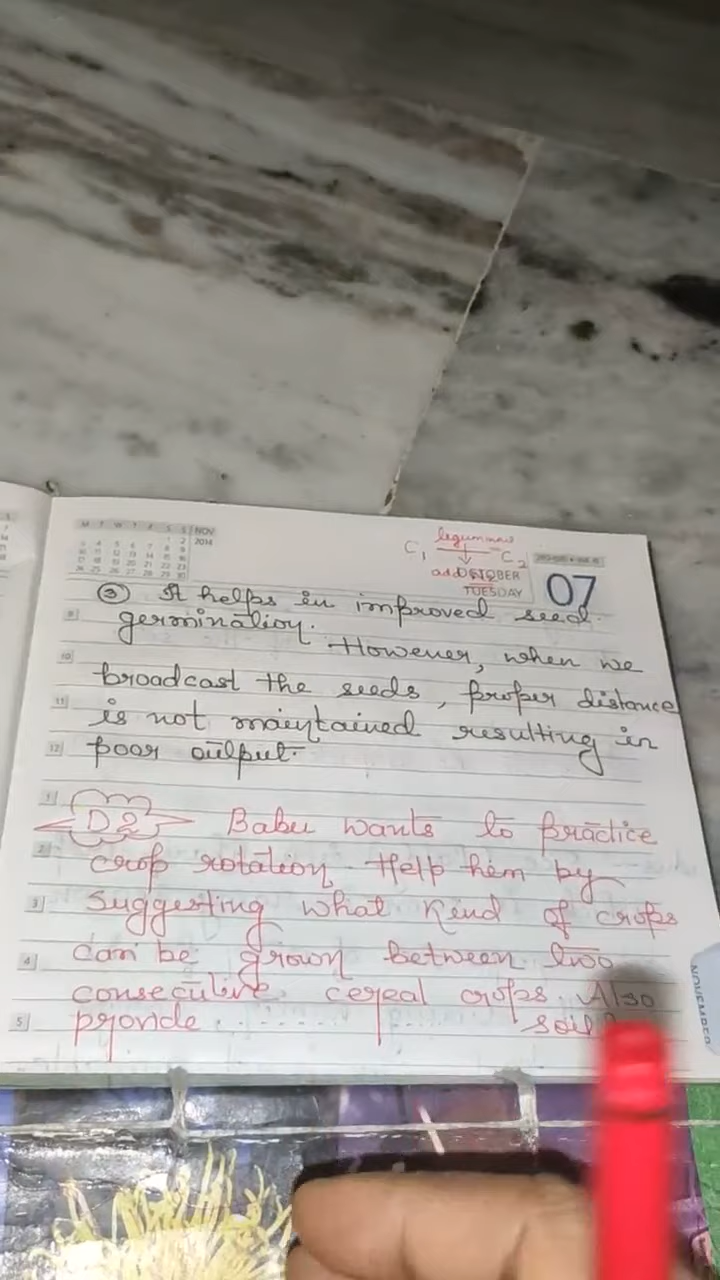 M T W T F S S NOV
2014
leguminous
C₁ → C₂
OCTOBER
TUESDAY
07
③ It helps in improved seed
germination.
However, when we
broadcast the seeds, proper distance
is not maintained resulting in
poor output.
D2 Babu wants to practice
crop rotation. Help him by
suggesting what kind of crops
can be grown between two
consecutive cereal crops. Also
provide . . . . . . . . . . soil?
NOVEMBER